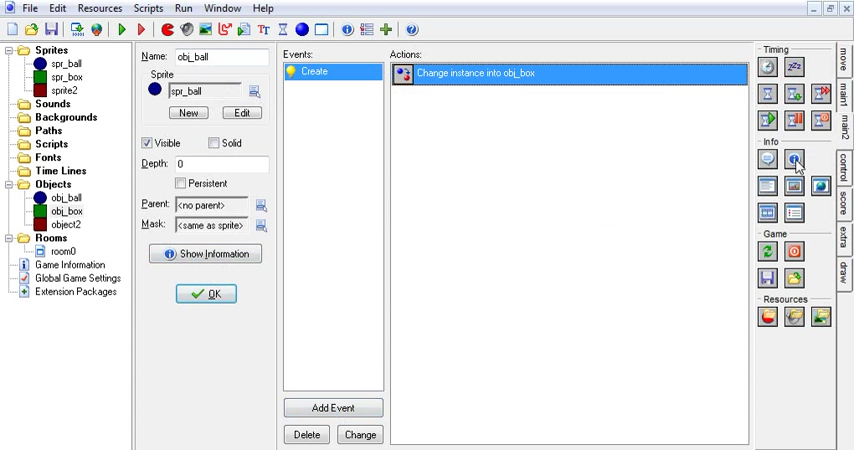 File Edit Resources Scripts Run Window Help
Sprites
spr_ball
spr_box
sprite2
Sounds
Backgrounds
Paths
Scripts
Fonts
Time Lines
Objects
obj_ball
obj_box
object2
Rooms
room0
Game Information
Global Game Settings
Extension Packages
Name: obj_ball
Sprite
spr_ball
New Edit
Visible Solid
Depth: 0
Persistent
Parent: <no parent>
Mask: <same as sprite>
Show Information
OK
Events:
Create
Add Event
Delete Change
Actions:
Change instance into obj_box
Timing
Info
Game
Resources
move
main1
main2
control
score
extra
draw